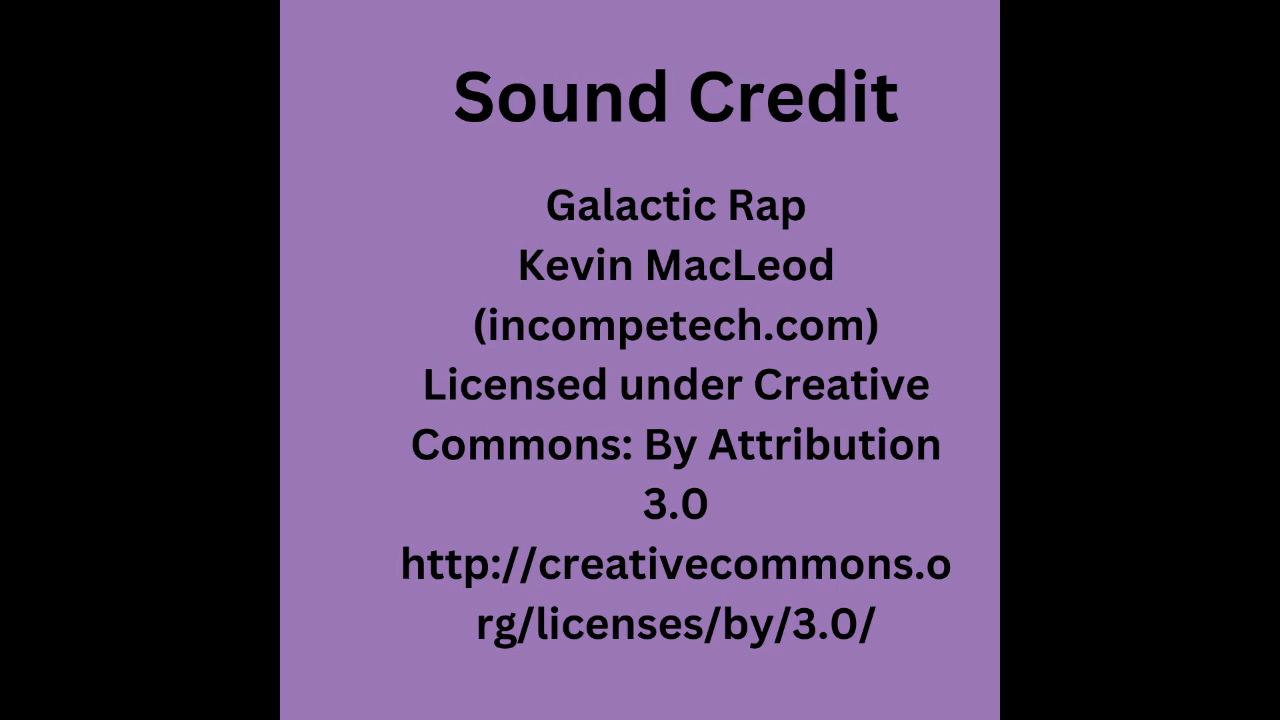 Sound Credit
Galactic Rap
Kevin MacLeod
(incompetech.com)
Licensed under Creative
Commons: By Attribution
3.0
http://creativecommons.o
rg/licenses/by/3.0/